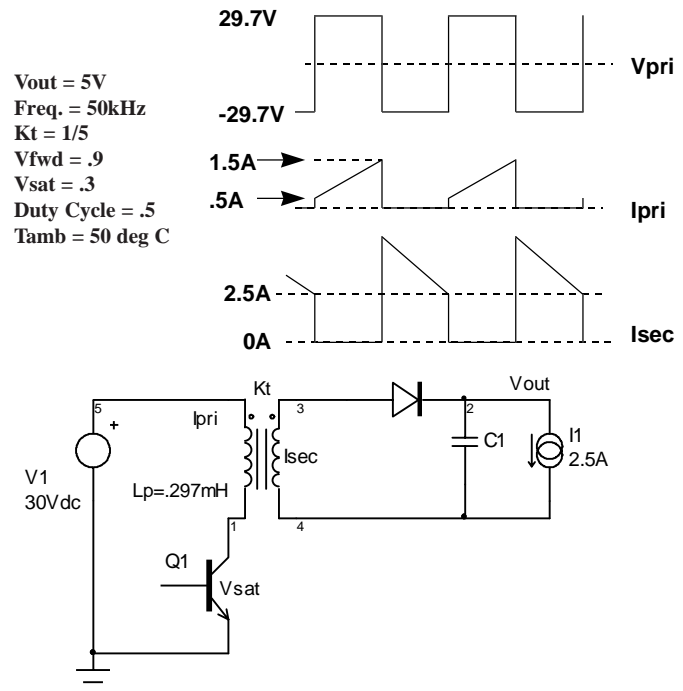 29.7V
Vpri
-29.7V
Vout = 5V
Freq. = 50kHz
Kt = 1/5
Vfwd = .9
Vsat = .3
Duty Cycle = .5
Tamb = 50 deg C
1.5A
.5A
Ipri
2.5A
0A
Isec
Kt
Vout
5
Ipri
3
2
+
Isec
C1
I1
2.5A
V1
30Vdc
Lp=.297mH
1
4
Q1
Vsat